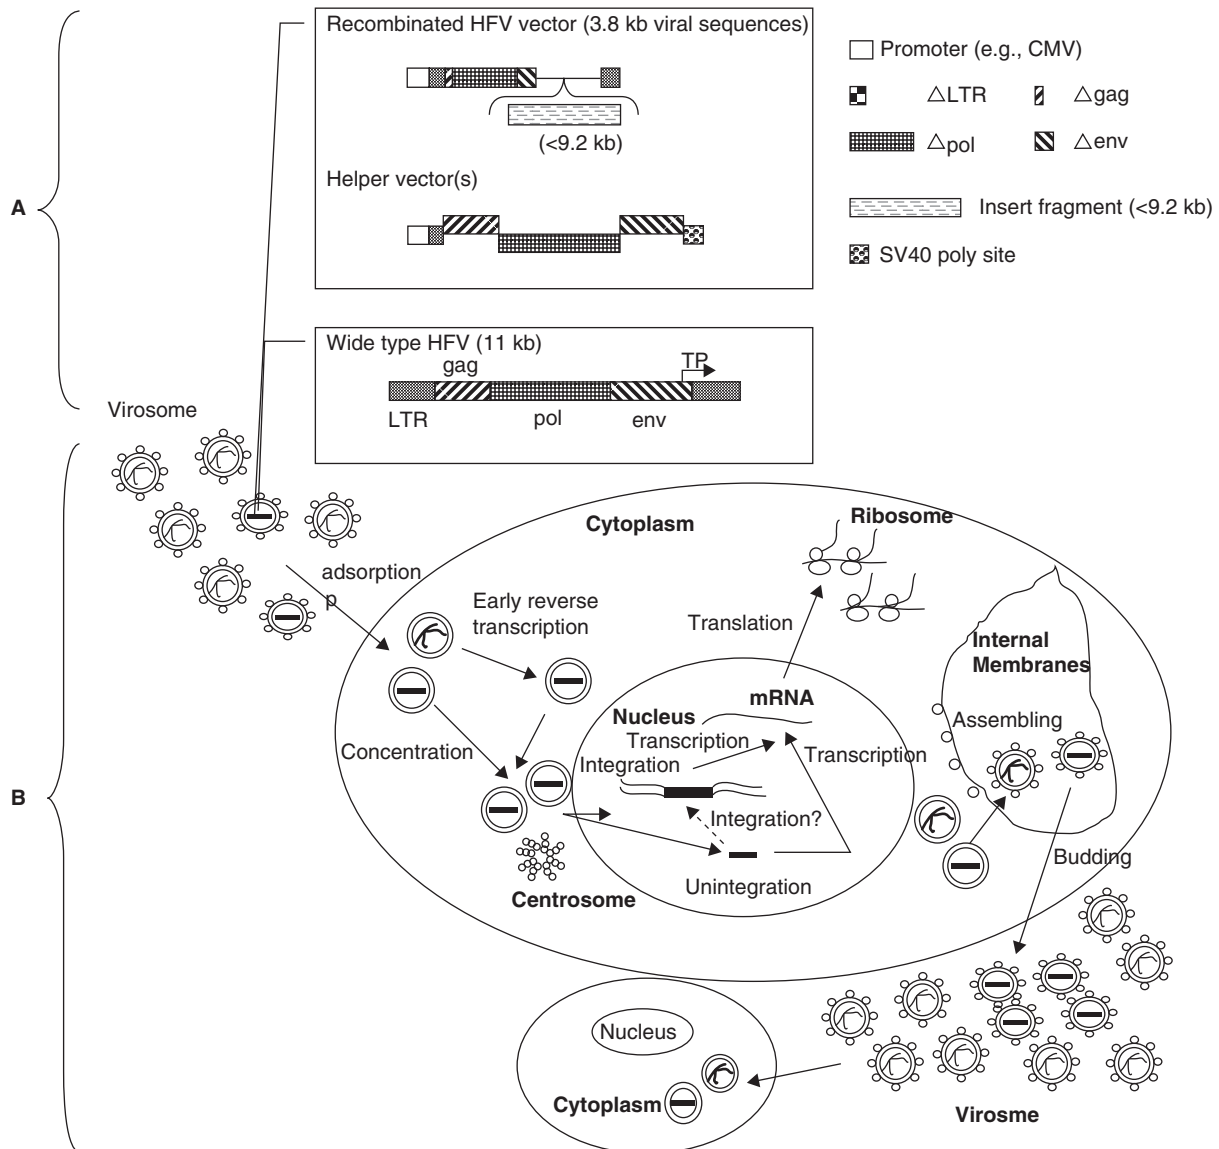 Recombinated HFV vector (3.8 kb viral sequences)
(<9.2 kb)
Helper vector(s)
Promoter (e.g., CMV)
△LTR
△gag
△pol
△env
Insert fragment (<9.2 kb)
SV40 poly site
A
Wide type HFV (11 kb)
gag
TP
LTR
pol
env
Virosome
B
adsorption
p
Cytoplasm
Ribosome
Early reverse
transcription
Translation
Internal
Membranes
mRNA
Nucleus
Transcription
Integration
Transcription
Concentration
Assembling
Integration?
Unintegration
Centrosome
Budding
Nucleus
Cytoplasm
Virosme